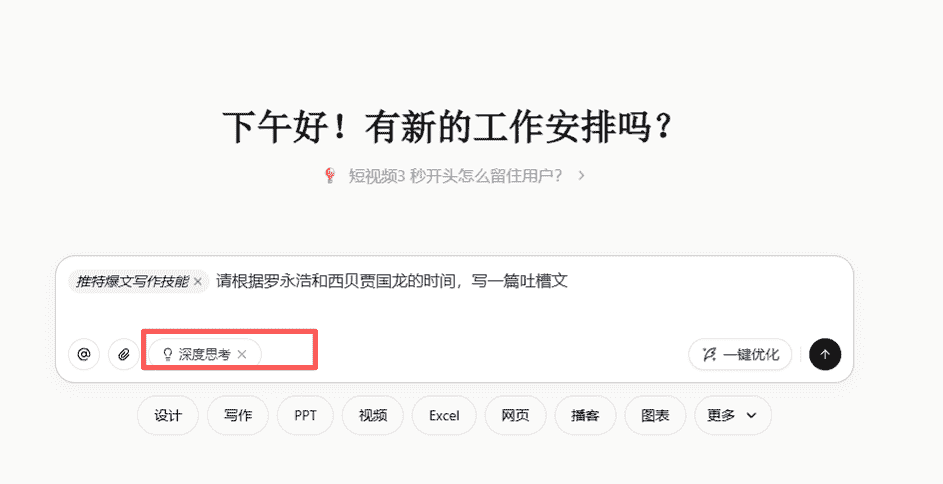 下午好！有新的工作安排吗？
短视频3 秒开头怎么留住用户？
推特爆文写作技能 × 请根据罗永浩和西贝贾国龙的时间，写一篇吐槽文
@ 深度思考 × 一键优化
设计 写作 PPT 视频 Excel 网页 播客 图表 更多